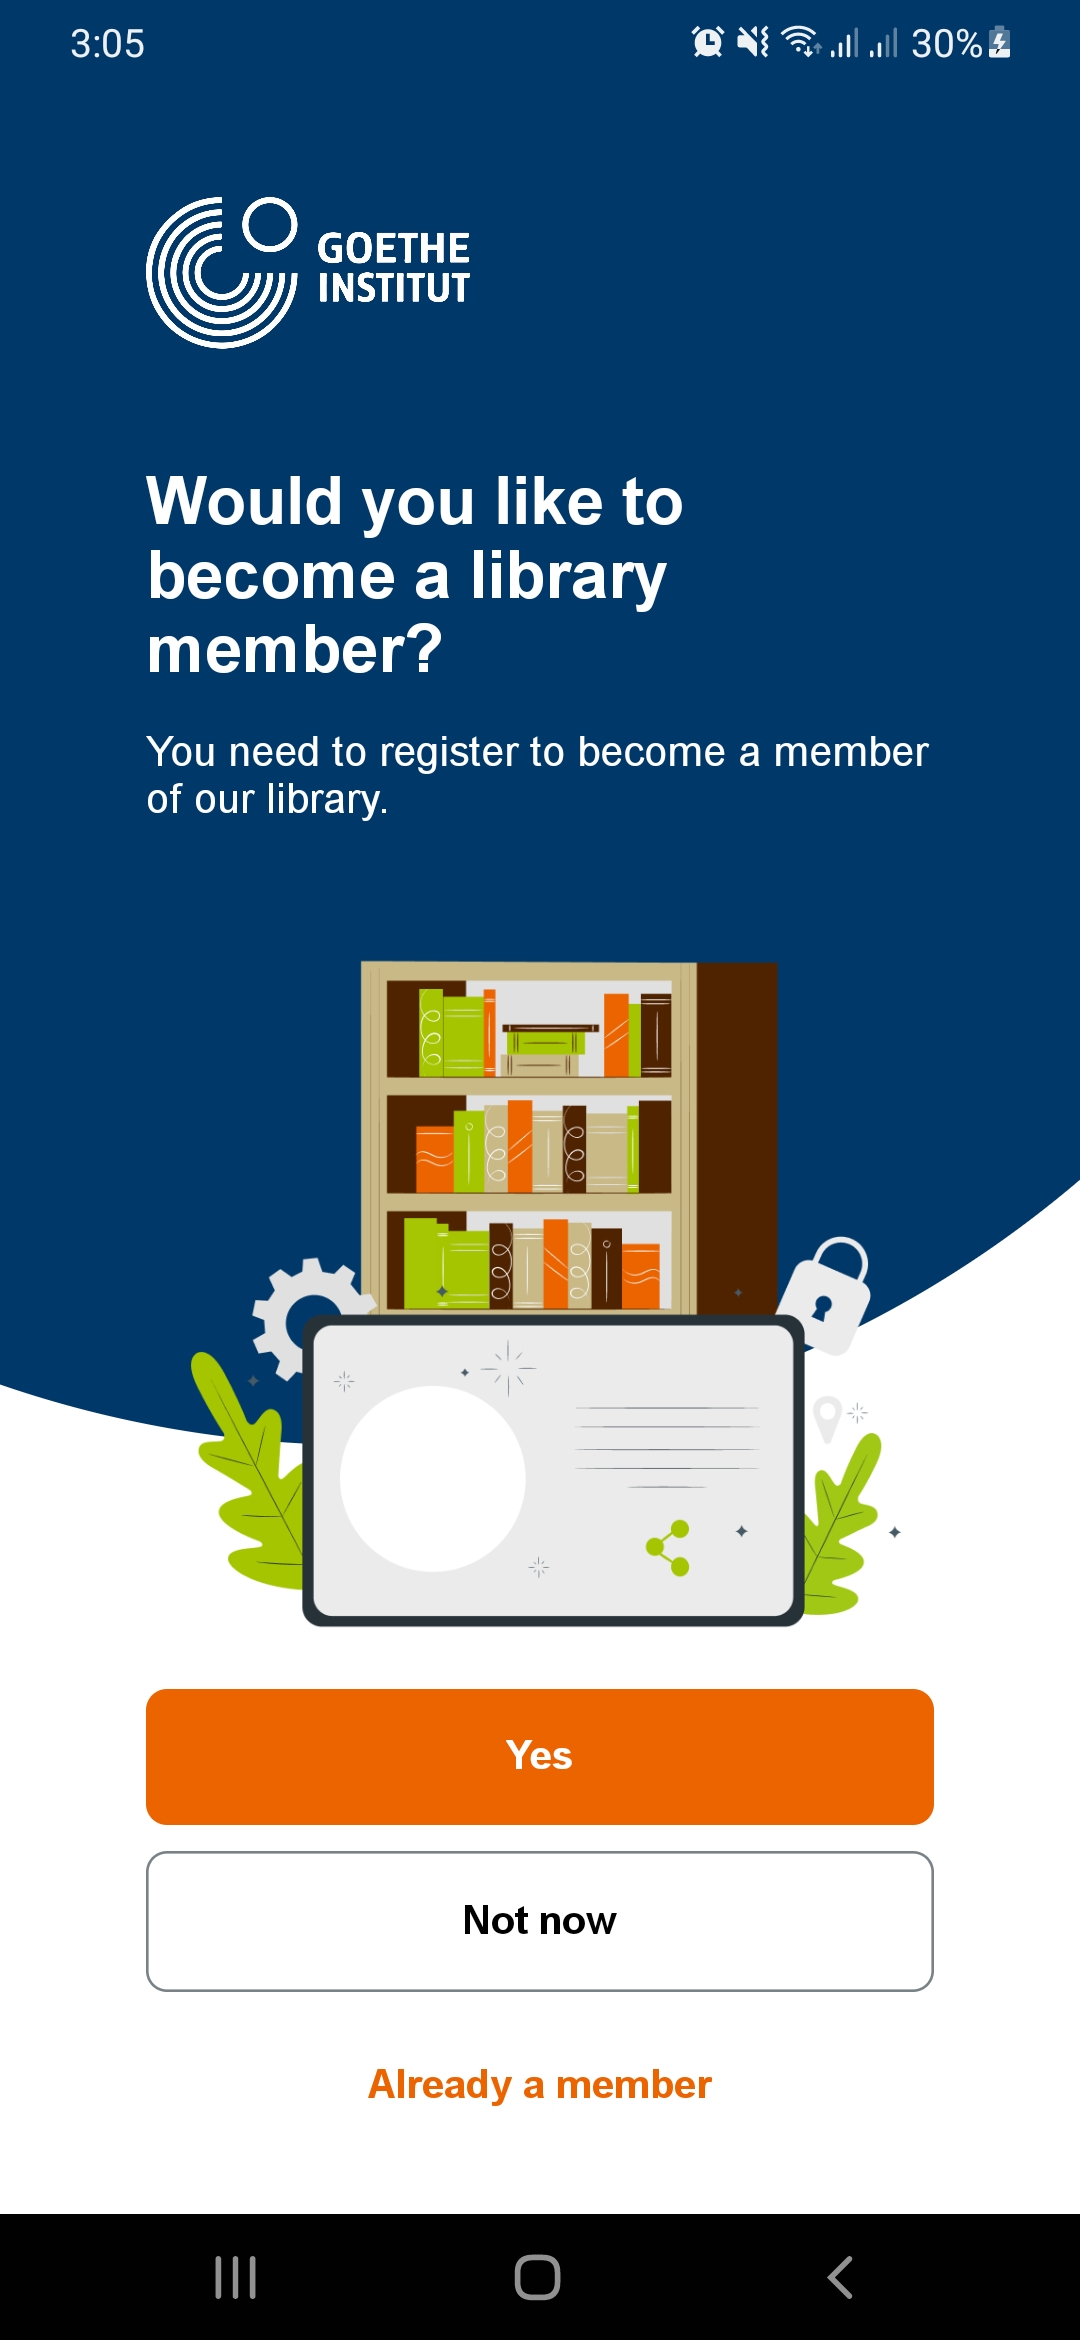 3:05
30%
GOETHE
INSTITUT
Would you like to
become a library
member?
You need to register to become a member
of our library.
Yes
Not now
Already a member